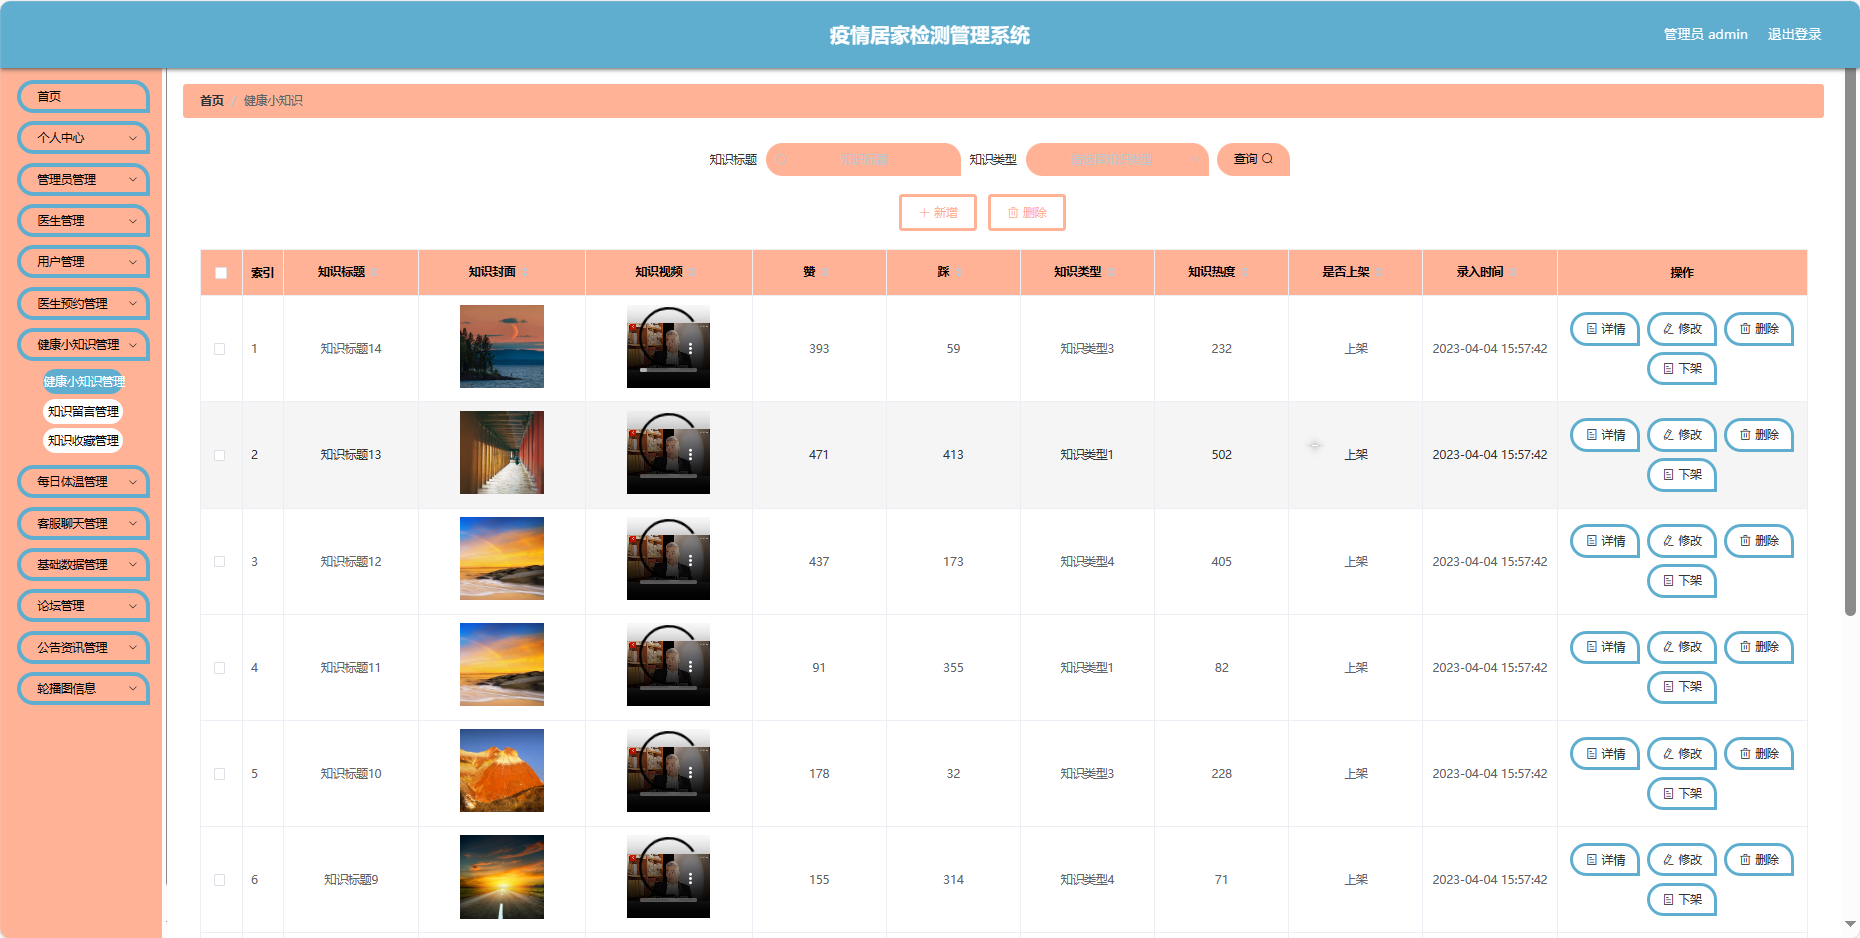 疫情居家检测管理系统
管理员 admin 退出登录
首页
个人中心
管理员管理
医生管理
用户管理
医生预约管理
健康小知识管理
健康小知识管理
知识留言管理
知识收藏管理
每日体温管理
客服聊天管理
基础数据管理
论坛管理
公告资讯管理
轮播图信息
首页 / 健康小知识
知识标题 知识标题 知识类型 请选择知识类型 查询
新增 删除
索引 知识标题 知识封面 知识视频 赞 踩 知识类型 知识热度 是否上架 录入时间 操作
1 知识标题14 393 59 知识类型3 232 上架 2023-04-04 15:57:42 详情 修改 删除
下架
2 知识标题13 471 413 知识类型1 502 上架 2023-04-04 15:57:42 详情 修改 删除
下架
3 知识标题12 437 173 知识类型4 405 上架 2023-04-04 15:57:42 详情 修改 删除
下架
4 知识标题11 91 355 知识类型1 82 上架 2023-04-04 15:57:42 详情 修改 删除
下架
5 知识标题10 178 32 知识类型3 228 上架 2023-04-04 15:57:42 详情 修改 删除
下架
6 知识标题9 155 314 知识类型4 71 上架 2023-04-04 15:57:42 详情 修改 删除
下架